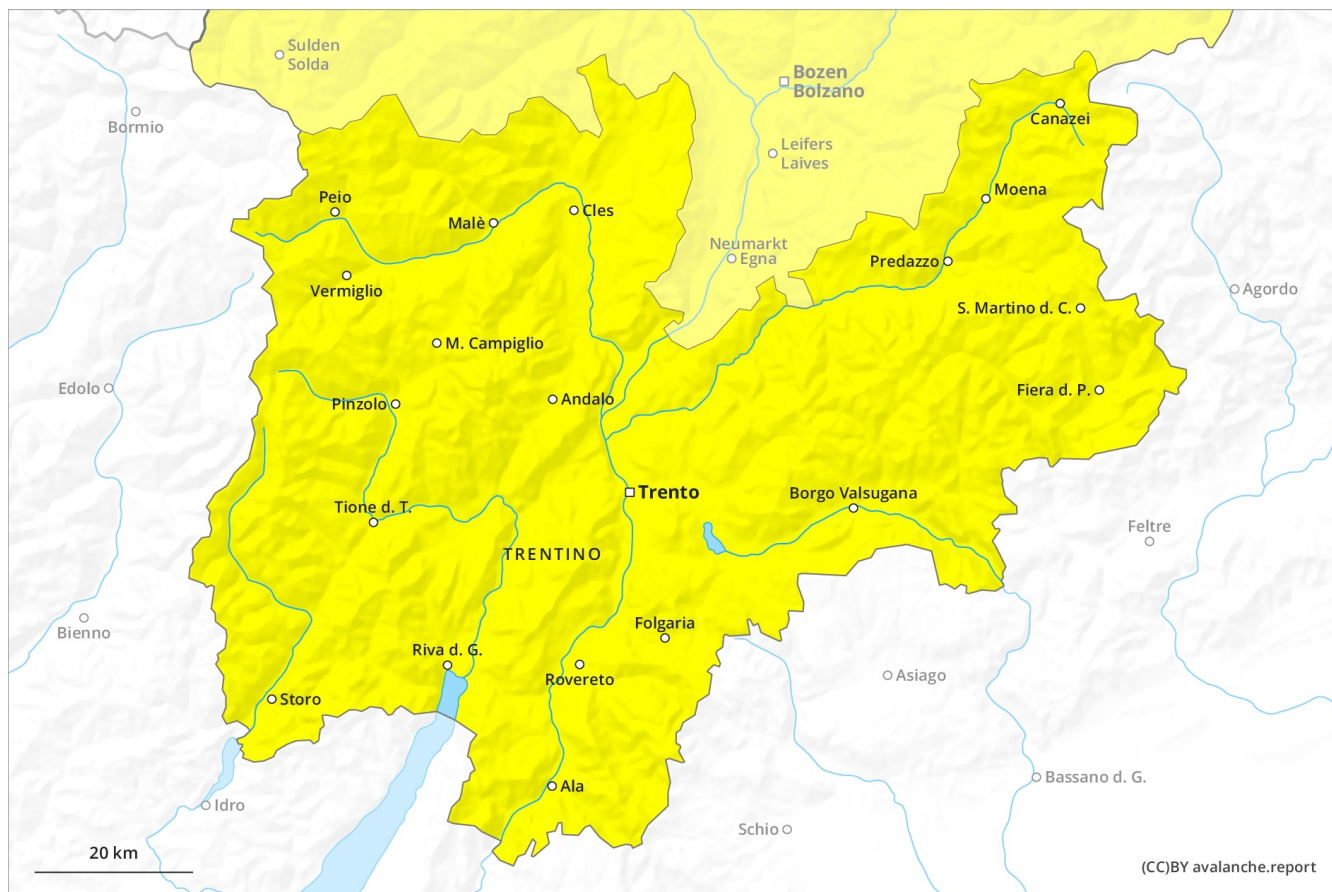 Sulden
Solda
Bozen
Bolzano
Bormio
Canazei
Leifers
Laives
Peio
Malè
Cles
Moena
Neumarkt
Egna
Predazzo
Vermiglio
Agordo
S. Martino d. C.
M. Campiglio
Edolo
Pinzolo
Andalo
Fiera d. P.
Trento
Borgo Valsugana
Tione d. T.
Feltre
TRENTINO
Bienno
Folgaria
Riva d. G.
Rovereto
Asiago
Storo
Bassano d. G.
Ala
Idro
Schio
20 km
(CC)BY avalanche.report